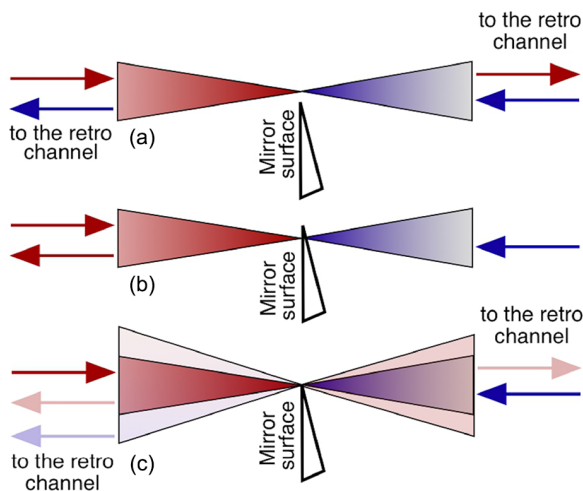 to the retro
channel
to the retro
channel
(a)
Mirror
surface
(b)
Mirror
surface
to the retro
channel
to the retro
channel
(c)
Mirror
surface